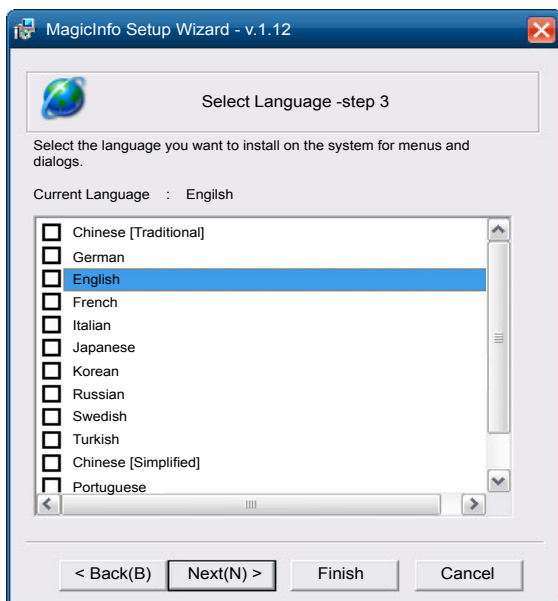 MagicInfo Setup Wizard - v.1.12
Select Language -step 3
Select the language you want to install on the system for menus and
dialogs.
Current Language : Engilsh
Chinese [Traditional]
German
English
French
Italian
Japanese
Korean
Russian
Swedish
Turkish
Chinese [Simplified]
Portuguese
< Back(B) Next(N) > Finish Cancel